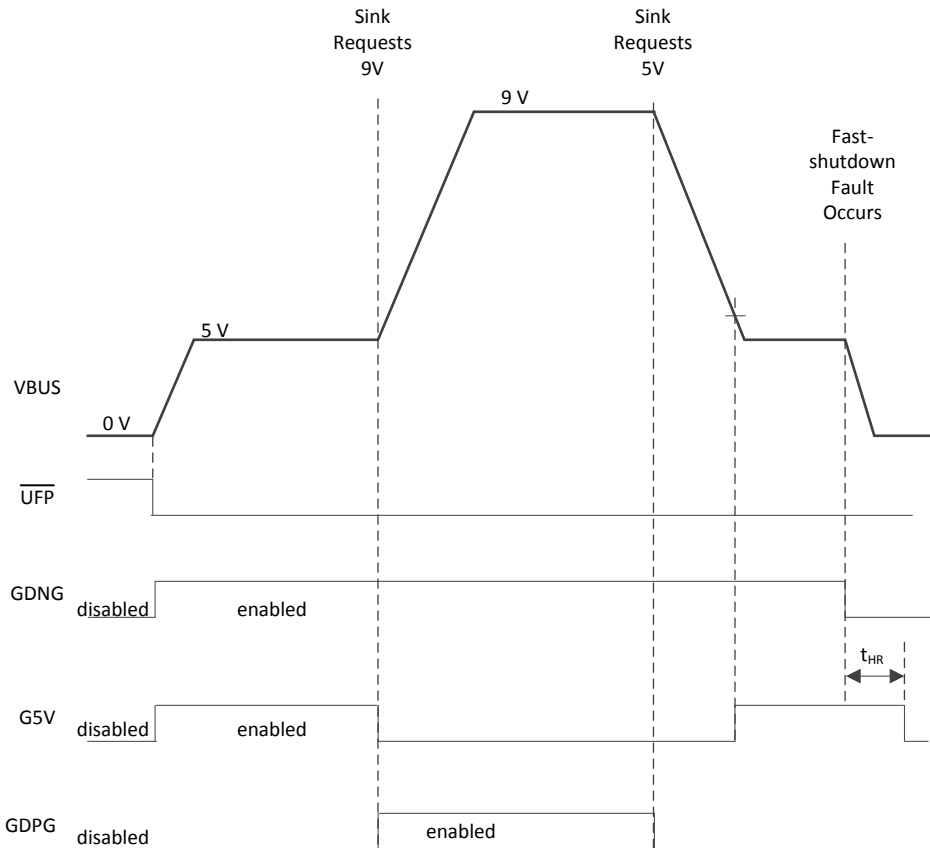 Sink
Requests
9V
Sink
Requests
5V
9 V
Fast-
shutdown
Fault
Occurs
5 V
VBUS
0 V
UFP
GDNG
disabled
enabled
tHR
G5V
disabled
enabled
GDPG
disabled
enabled